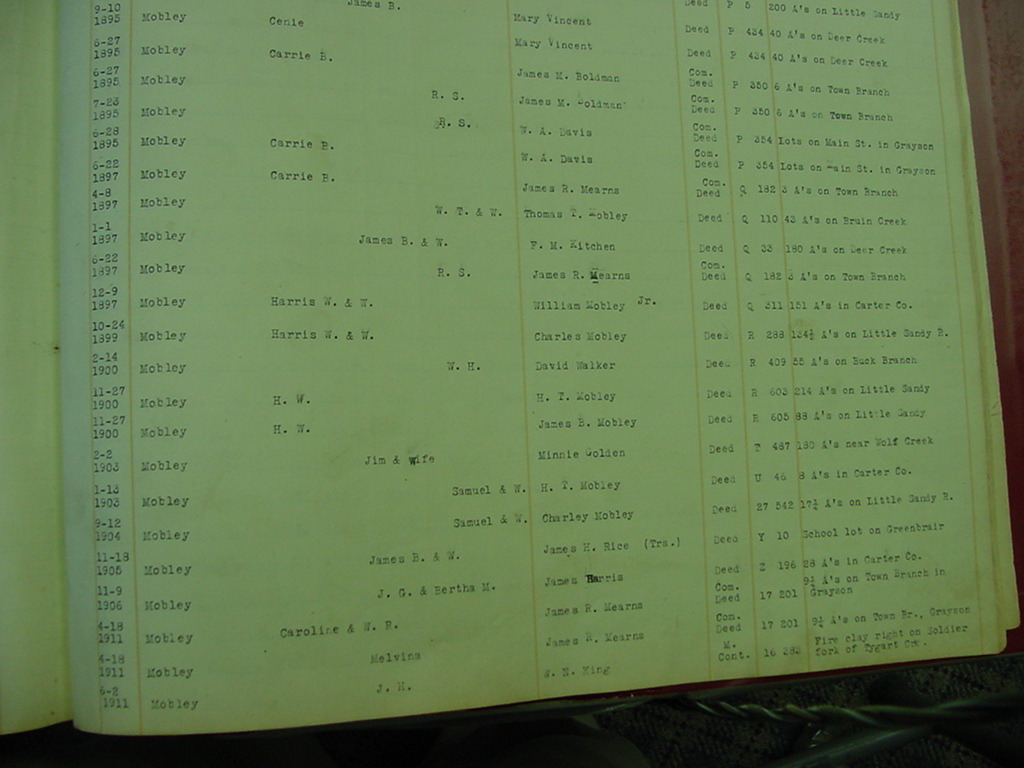 James B. Deed P 5 200 A's on Little Sandy
9-10
1895 Mobley Cenie Mary Vincent Deed P 434 40 A's on Deer Creek
6-27
1895 Mobley Carrie B. Mary Vincent Deed P 434 40 A's on Deer Creek
6-27 Com.
1895 Mobley R. S. James M. Boldman Deed P 350 6 A's on Town Branch
7-23 Com.
1895 Mobley R. S. James M. Boldman Deed P 350 6 A's on Town Branch
6-28 Com.
1895 Mobley Carrie B. W. A. Davis Deed P 354 Lots on Main St. in Grayson
6-22 Com.
1897 Mobley Carrie B. W. A. Davis Deed P 354 Lots on Main St. in Grayson
4-8 Com.
1897 Mobley James R. Mearns Deed Q 182 3 A's on Town Branch
W. T. & W. Thomas T. Mobley Deed Q 110 43 A's on Bruin Creek
1-1
1897 Mobley James B. & W. F. M. Kitchen Deed Q 33 180 A's on Deer Creek
6-22 Com.
1897 Mobley R. S. James R. Mearns Deed Q 182 3 A's on Town Branch
12-9
1897 Mobley Harris W. & W. William Mobley Jr. Deed Q 311 151 A's in Carter Co.
10-24
1899 Mobley Harris W. & W. Charles Mobley Deed R 288 134½ A's on Little Sandy R.
2-14
1900 Mobley W. H. David Walker Deed R 409 55 A's on Buck Branch
11-27
1900 Mobley H. W. H. T. Mobley Deed R 603 214 A's on Little Sandy
11-27
1900 Mobley H. W. James B. Mobley Deed R 605 88 A's on Little Sandy
2-2
1903 Mobley Jim & Wife Minnie Golden Deed T 487 180 A's near Wolf Creek
1-13
1903 Mobley Samuel & W. H. T. Mobley Deed U 46 8 A's in Carter Co.
9-12
1904 Mobley Samuel & W. Charley Mobley Deed 27 542 17½ A's on Little Sandy R.
11-18
1905 Mobley James B. & W. James H. Rice (Trs.) Deed Y 10 School lot on Greenbrair
11-9
1906 Mobley J. G. & Bertha M. James Harris Deed Z 196 28 A's in Carter Co.
4-18 Com. 9¼ A's on Town Branch in
1911 Mobley Caroline & W. R. James R. Mearns Deed 17 201 Grayson
4-18 Com.
1911 Mobley Melvina James R. Mearns Deed 17 201 9¼ A's on Town Br., Grayson
6-2 M. Fire clay right on Soldier
1911 Mobley J. H. W. N. King Cont. 16 383 fork of Tygart Crk.